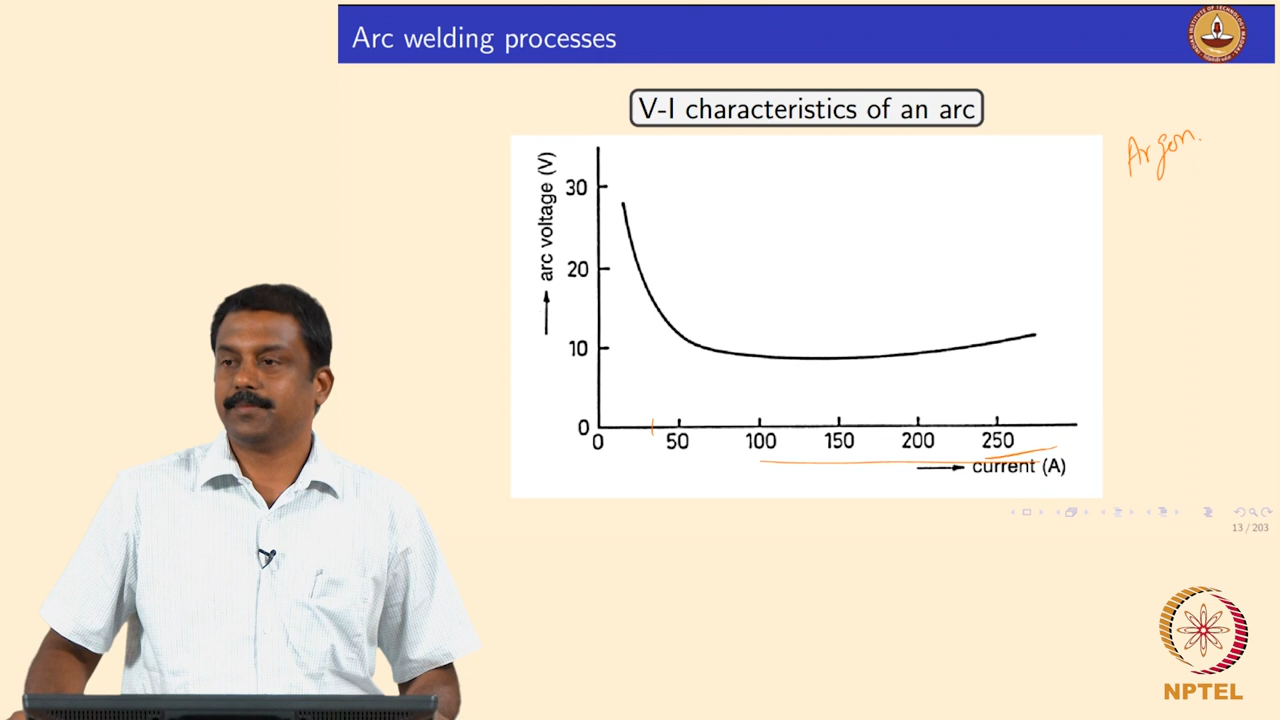 Arc welding processes
V-I characteristics of an arc
Argon.
arc voltage (V)
30
20
10
0
0 50 100 150 200 250
current (A)
13 / 203
NPTEL